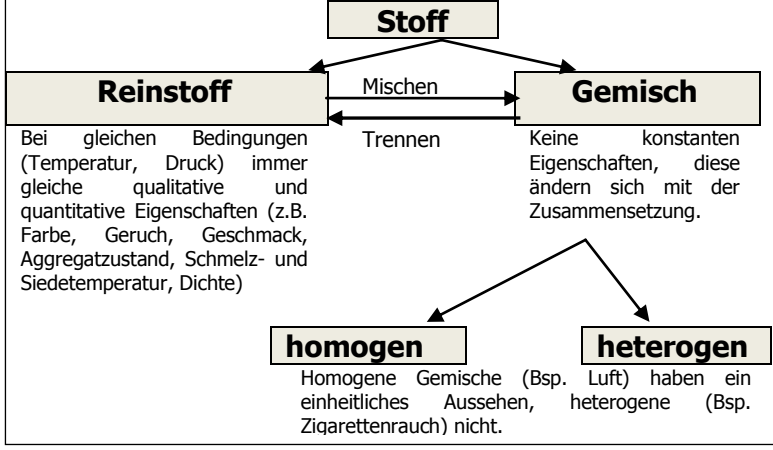 Stoff
Reinstoff
Mischen
Trennen
Gemisch
Bei gleichen Bedingungen
(Temperatur, Druck) immer
gleiche qualitative und
quantitative Eigenschaften (z.B.
Farbe, Geruch, Geschmack,
Aggregatzustand, Schmelz- und
Siedetemperatur, Dichte)
Keine konstanten
Eigenschaften, diese
ändern sich mit der
Zusammensetzung.
homogen
heterogen
Homogene Gemische (Bsp. Luft) haben ein
einheitliches Aussehen, heterogene (Bsp.
Zigarettenrauch) nicht.